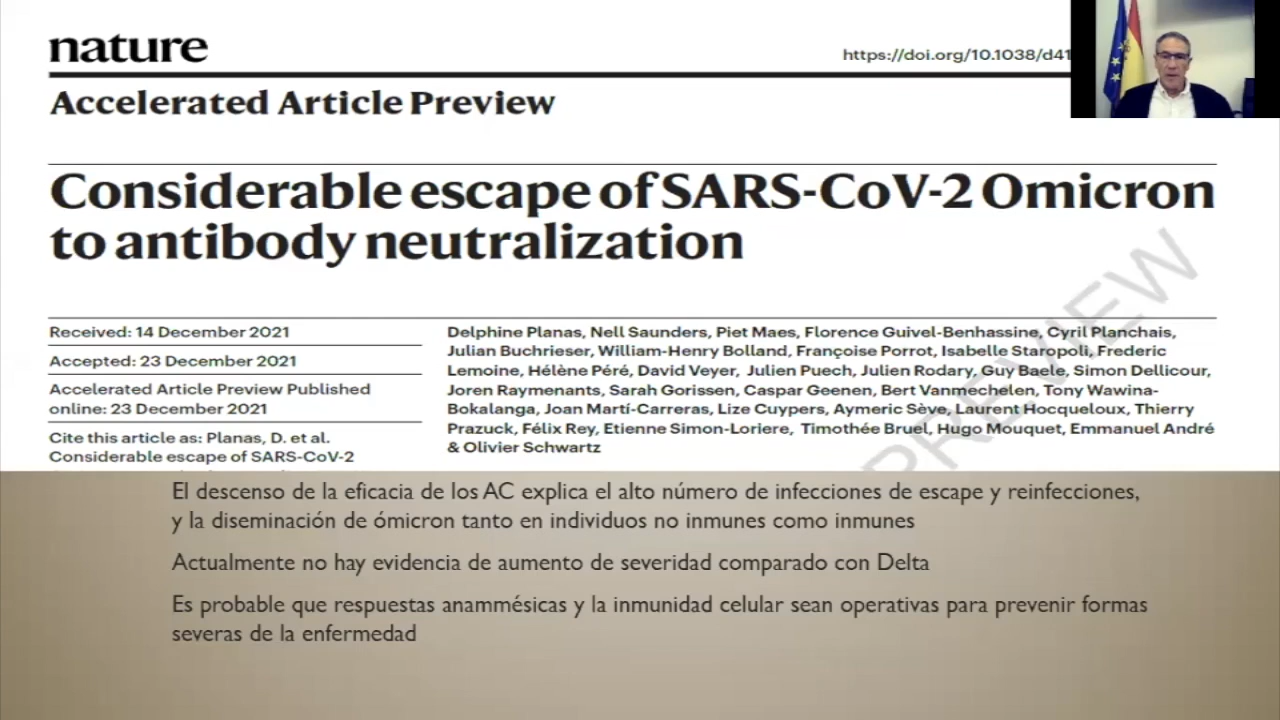 nature
https://doi.org/10.1038/d41
Accelerated Article Preview
Considerable escape of SARS-CoV-2 Omicron
to antibody neutralization
Received: 14 December 2021
Accepted: 23 December 2021
Accelerated Article Preview Published
online: 23 December 2021
Cite this article as: Planas, D. et al.
Considerable escape of SARS-CoV-2
Delphine Planas, Nell Saunders, Piet Maes, Florence Guivel-Benhassine, Cyril Planchais,
Julian Buchrieser, William-Henry Bolland, Françoise Porrot, Isabelle Staropoli, Frederic
Lemoine, Hélène Péré, David Veyer, Julien Puech, Julien Rodary, Guy Baele, Simon Dellicour,
Joren Raymenants, Sarah Gorissen, Caspar Geenen, Bert Vanmechelen, Tony Wawina-
Bokalanga, Joan Martí-Carreras, Lize Cuypers, Aymeric Sève, Laurent Hocqueloux, Thierry
Prazuck, Félix Rey, Etienne Simon-Loriere, Timothée Bruel, Hugo Mouquet, Emmanuel André
& Olivier Schwartz
PREVIEW
El descenso de la eficacia de los AC explica el alto número de infecciones de escape y reinfecciones,
y la diseminación de ómicron tanto en individuos no inmunes como inmunes
Actualmente no hay evidencia de aumento de severidad comparado con Delta
Es probable que respuestas anammésicas y la inmunidad celular sean operativas para prevenir formas
severas de la enfermedad